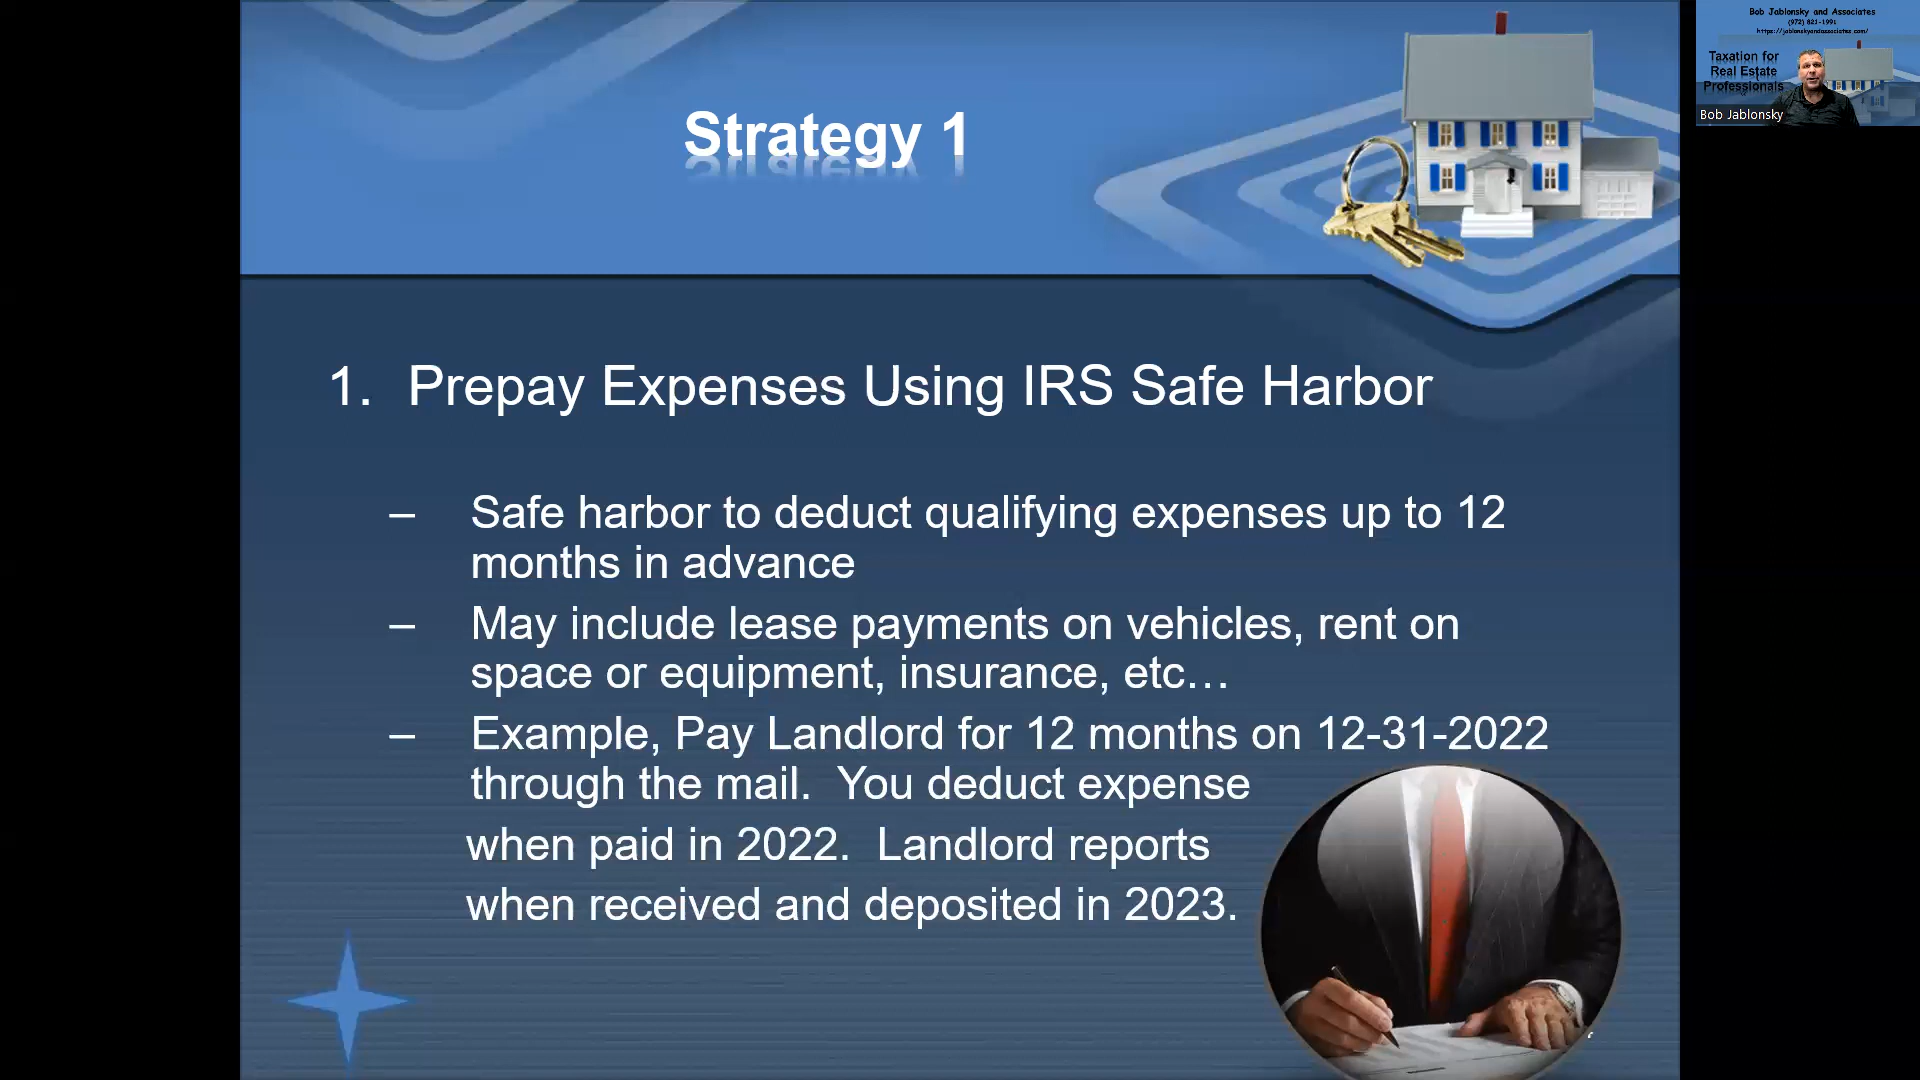 Strategy 1
1. Prepay Expenses Using IRS Safe Harbor
– Safe harbor to deduct qualifying expenses up to 12
months in advance
– May include lease payments on vehicles, rent on
space or equipment, insurance, etc…
– Example, Pay Landlord for 12 months on 12-31-2022
through the mail.  You deduct expense
when paid in 2022.  Landlord reports
when received and deposited in 2023.
Bob Jablonsky and Associates
(972) 821-1991
https://jablonskyandassociates.com/
Taxation for
Real Estate
Professionals
Bob Jablonsky